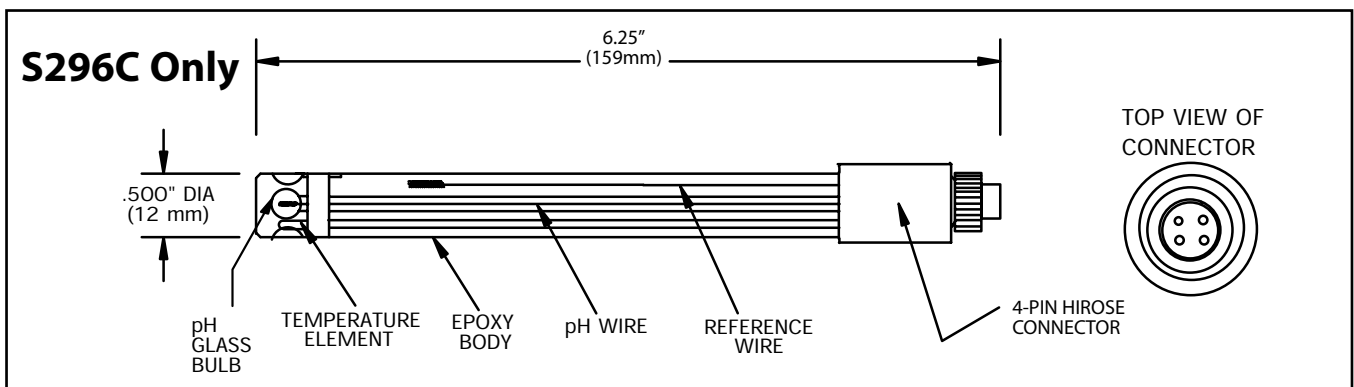 S296C Only
6.25"
(159mm)
TOP VIEW OF
CONNECTOR
.500" DIA
(12 mm)
pH
GLASS
BULB
TEMPERATURE
ELEMENT
EPOXY
BODY
pH WIRE
REFERENCE
WIRE
4-PIN HIROSE
CONNECTOR